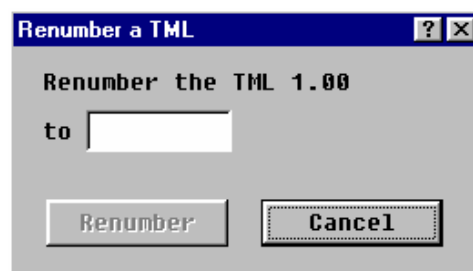 Renumber a TML
Renumber the TML 1.00
to
Renumber
Cancel